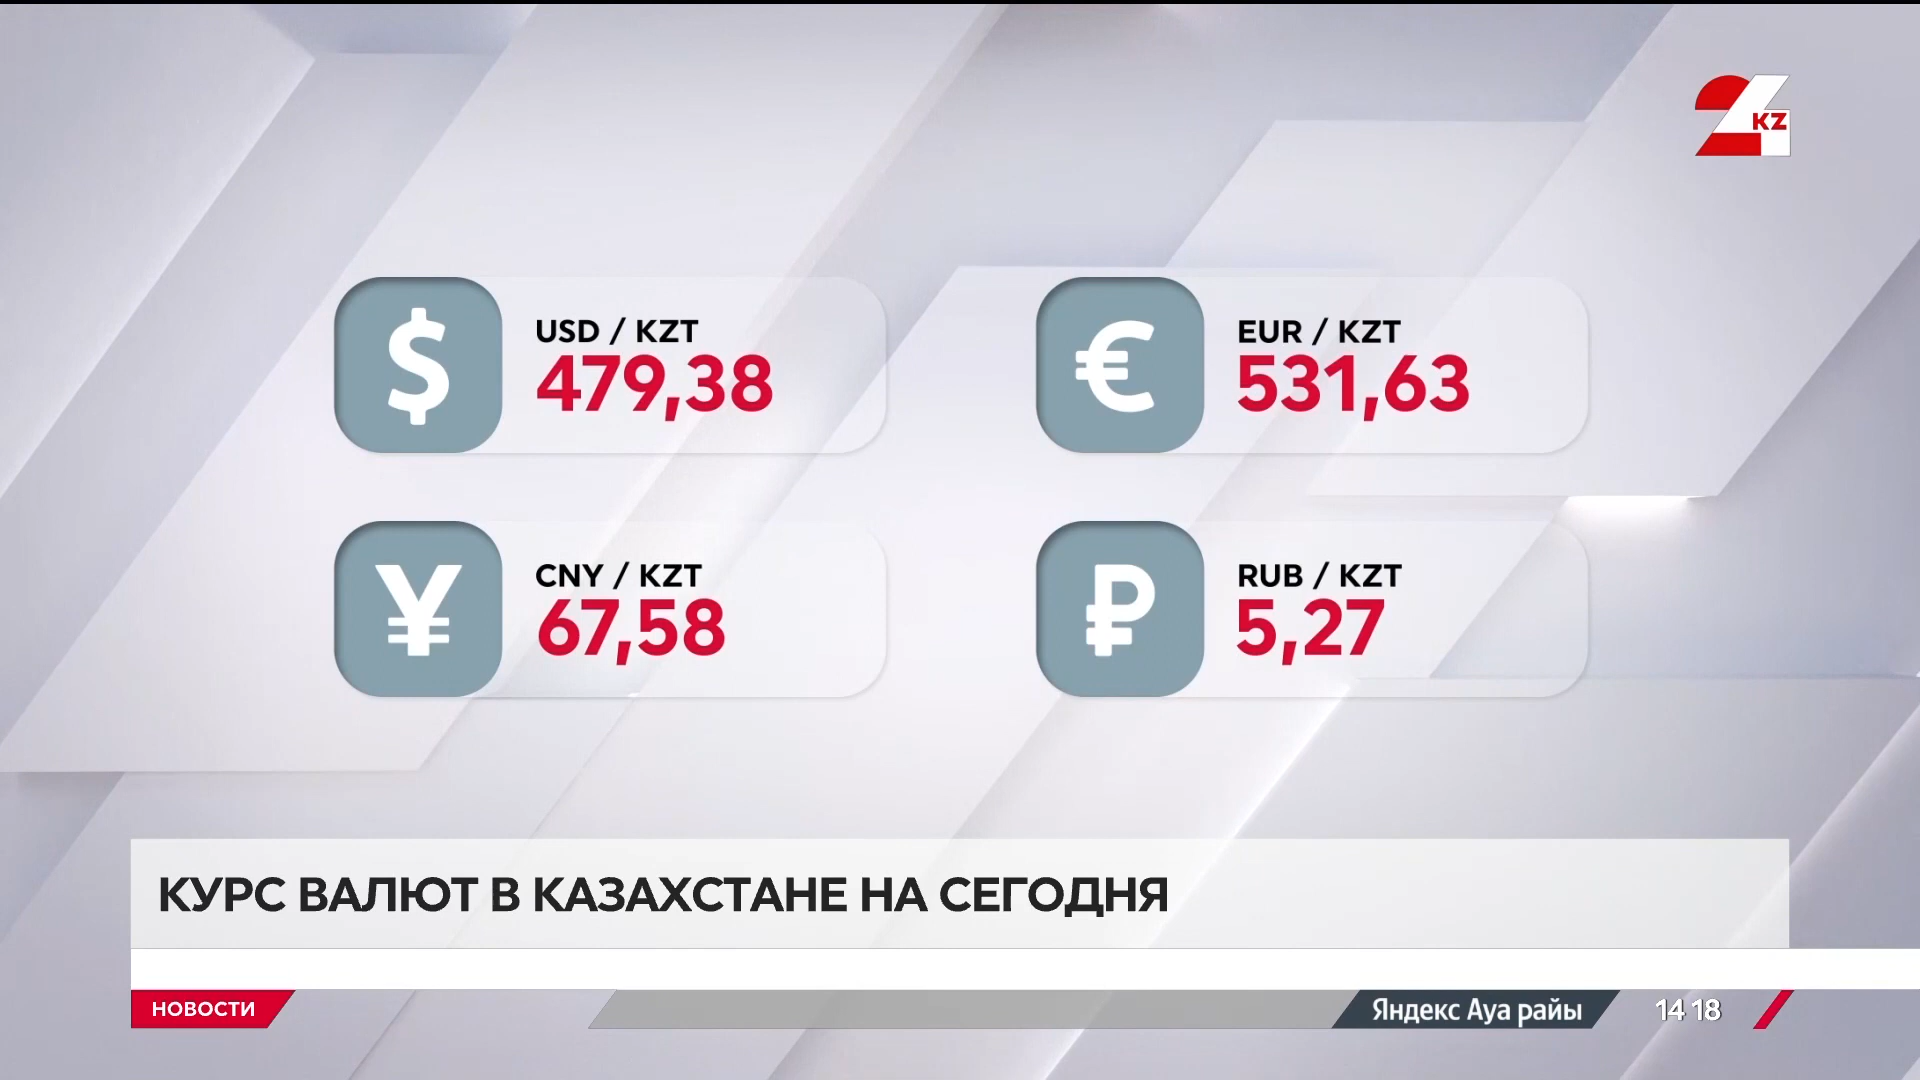 24
KZ
$
USD / KZT
479,38
€
EUR / KZT
531,63
¥
CNY / KZT
67,58
₽
RUB / KZT
5,27
КУРС ВАЛЮТ В КАЗАХСТАНЕ НА СЕГОДНЯ
НОВОСТИ
Яндекс Ауа райы
14 18